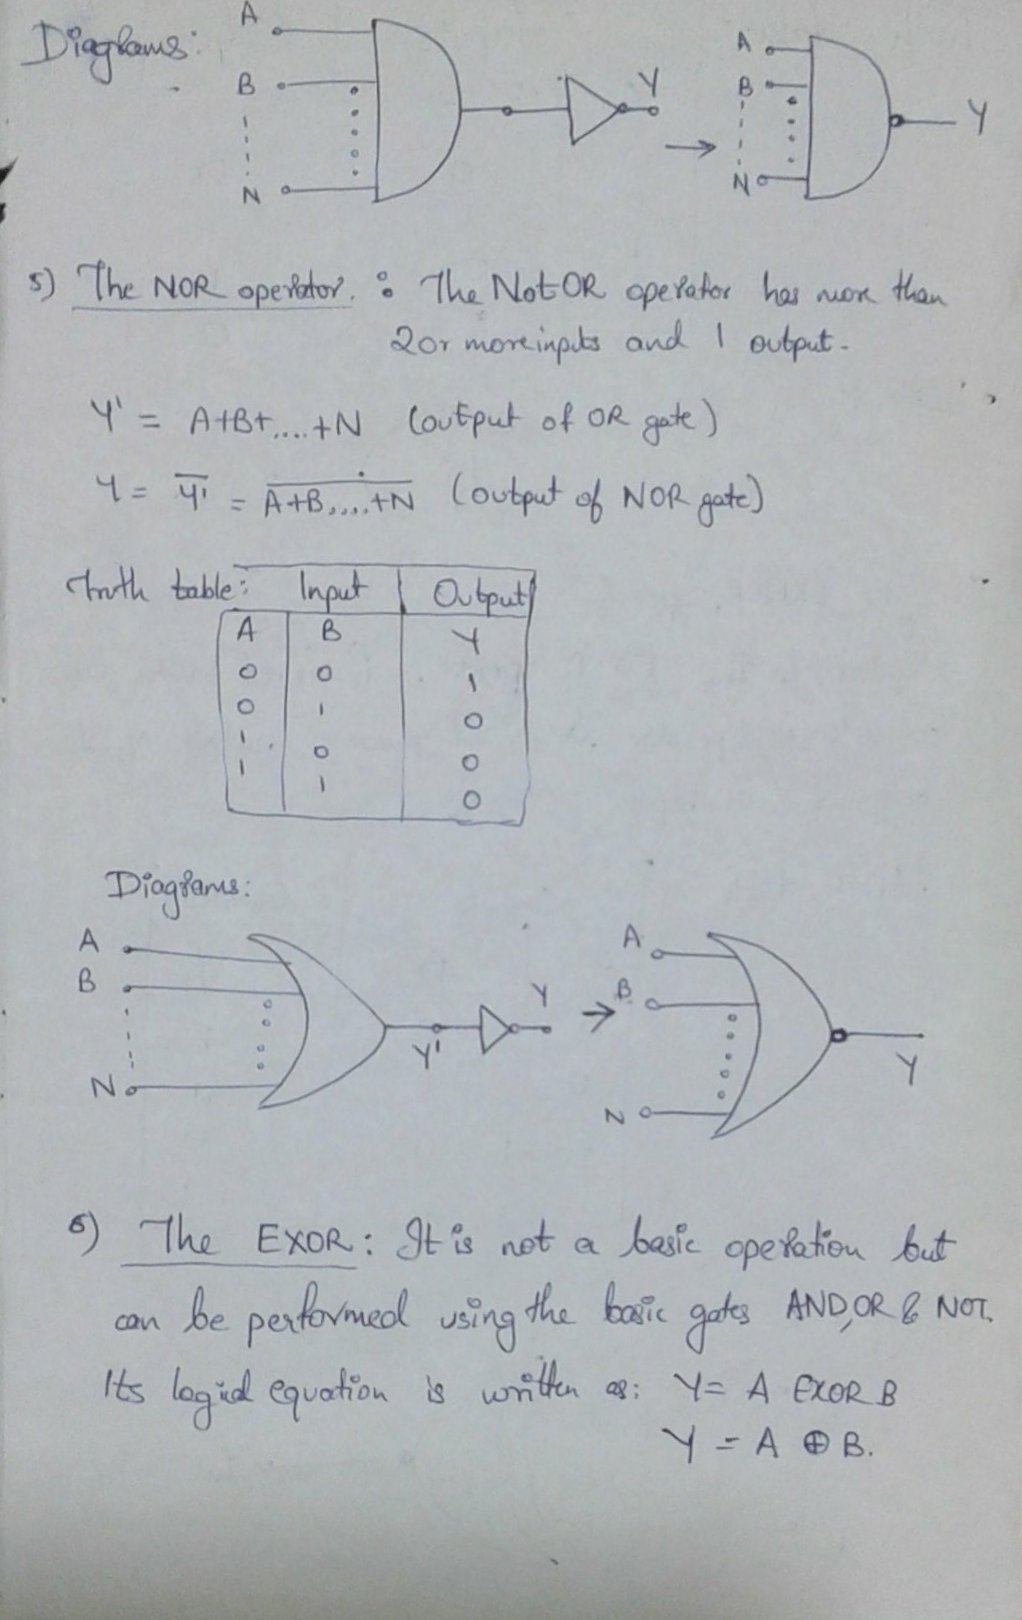 Diagrams:
A
B
N
Y
A
B
N
Y
5) The NOR operator. : The Not OR operator has more than
2 or more inputs and 1 output.
Y' = A+B+....+N (output of OR gate)
Y = \overline{Y'} = \overline{A+B....+N} (output of NOR gate)
Truth table: Input Output
A B Y
0 0 1
0 1 0
1 0 0
1 1 0
Diagrams:
A
B
N
Y'
Y
A
B
N
Y
6) The EXOR: It is not a basic operation but
can be performed using the basic gates AND, OR & NOT.
Its logical equation is written as: Y = A EXOR B
Y = A ⊕ B.